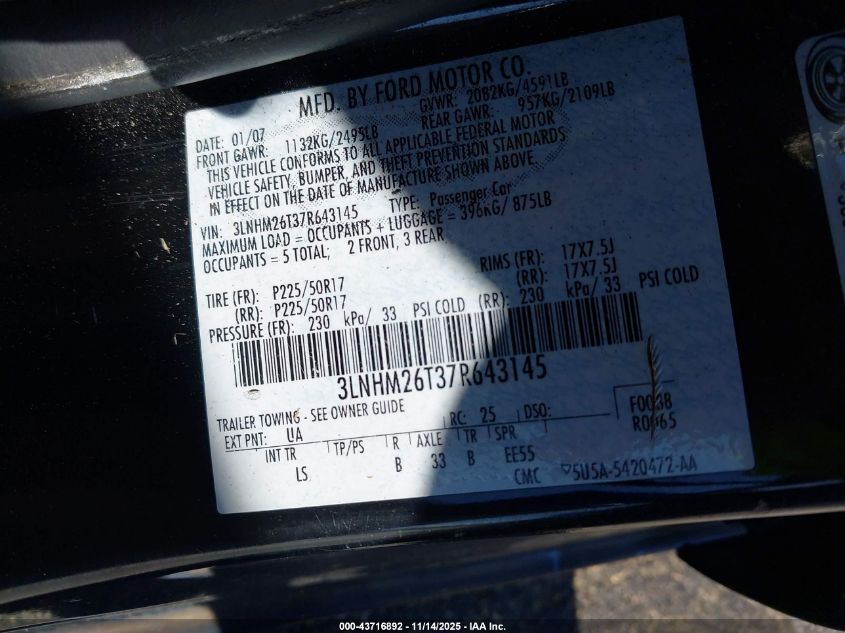 MFD. BY FORD MOTOR CO.
DATE: 01/07 GVWR: 2082KG/4591LB
FRONT GAWR: 1132KG/2495LB REAR GAWR: 957KG/2109LB
THIS VEHICLE CONFORMS TO ALL APPLICABLE FEDERAL MOTOR
VEHICLE SAFETY, BUMPER, AND THEFT PREVENTION STANDARDS
IN EFFECT ON THE DATE OF MANUFACTURE SHOWN ABOVE.
VIN: 3LNHM26T37R643145 TYPE: Passenger Car
MAXIMUM LOAD = OCCUPANTS + LUGGAGE = 396KG/ 875LB
OCCUPANTS = 5 TOTAL; 2 FRONT, 3 REAR
TIRE (FR): P225/50R17 RIMS (FR): 17X7.5J
(RR): P225/50R17 (RR): 17X7.5J
PRESSURE (FR): 230 kPa/ 33 PSI COLD (RR): 230 kPa/ 33 PSI COLD
3LNHM26T37R643145
TRAILER TOWING - SEE OWNER GUIDE
EXT PNT: UA RC: 25 DSO: F0038
R0065
INT TR TP/PS R AXLE TR SPR
LS B 33 B EE55
CMC 5U5A-5420472-AA
000-43716892 - 11/14/2025 - IAA Inc.